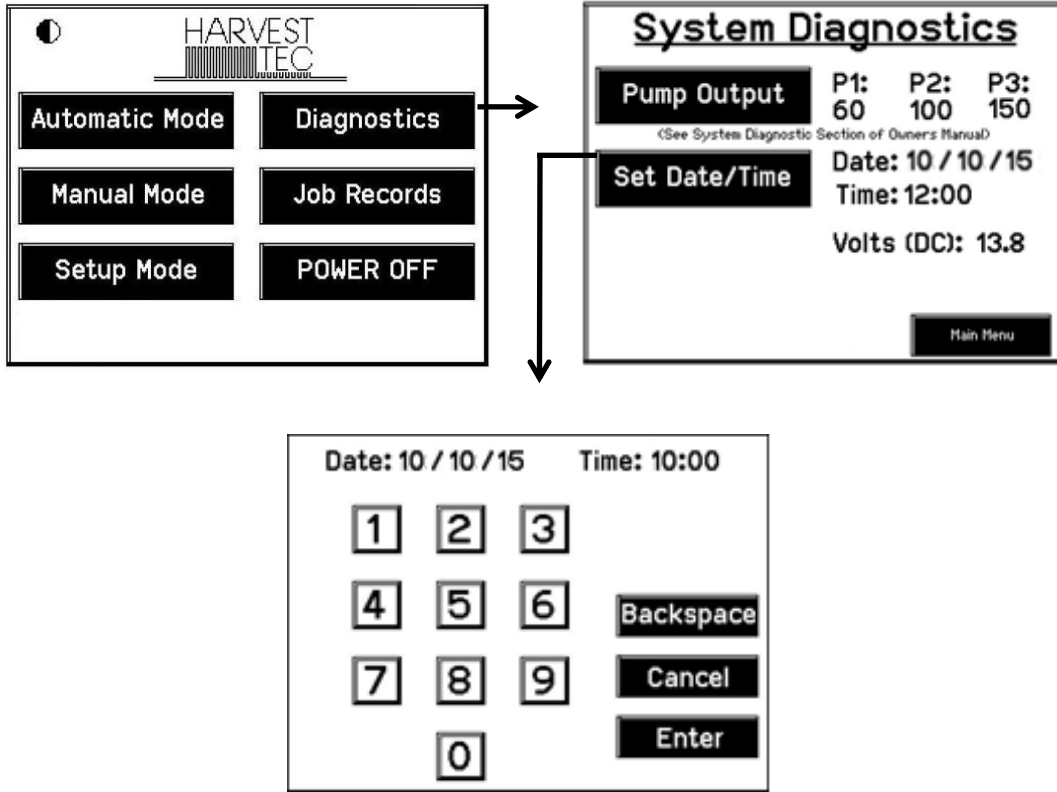 HARVEST
TEC
Automatic Mode
Diagnostics
Manual Mode
Job Records
Setup Mode
POWER OFF
System Diagnostics
Pump Output
P1: P2: P3:
60 100 150
(See System Diagnostic Section of Owners Manual)
Set Date/Time
Date: 10 / 10 / 15
Time: 12:00
Volts (DC): 13.8
Main Menu
Date: 10 / 10 / 15 Time: 10:00
1 2 3
4 5 6
Backspace
7 8 9
Cancel
Enter
0